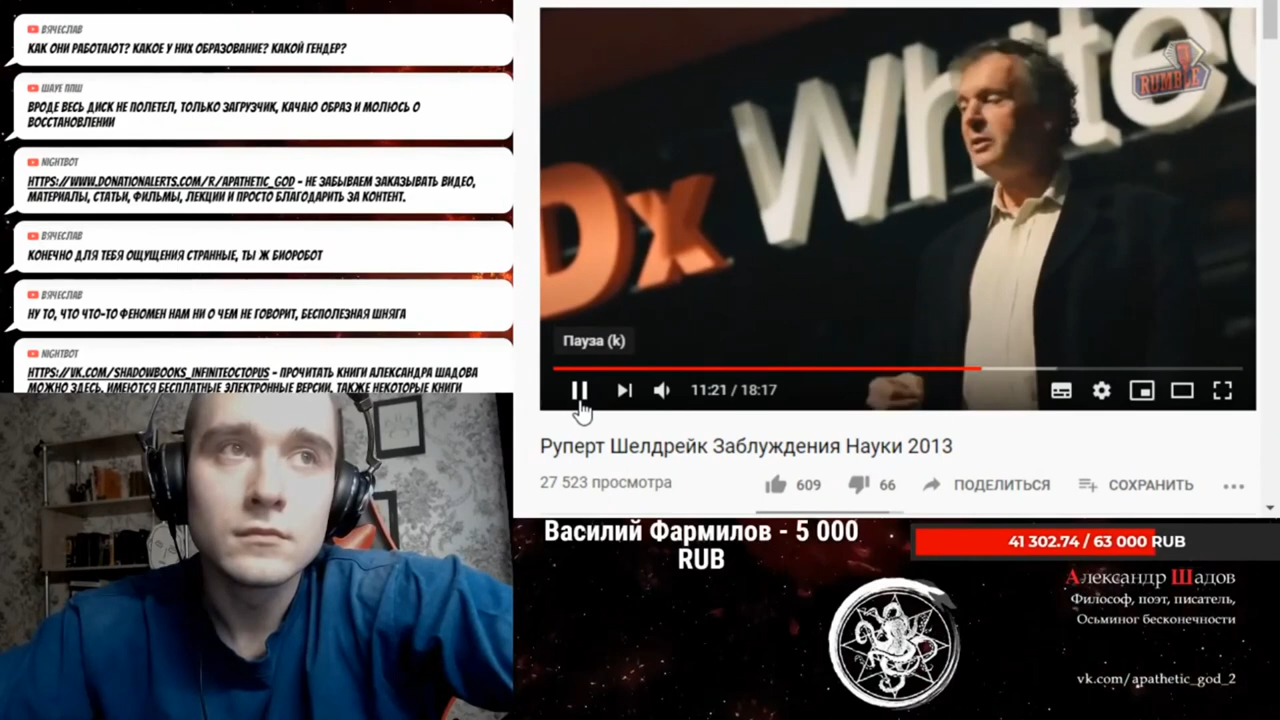 ВЯЧЕСЛАВ
КАК ОНИ РАБОТАЮТ? КАКОЕ У НИХ ОБРАЗОВАНИЕ? КАКОЙ ГЕНДЕР?
ШАУЕ ППШ
ВРОДЕ ВЕСЬ ДИСК НЕ ПОЛЕТЕЛ, ТОЛЬКО ЗАГРУЗЧИК, КАЧАЮ ОБРАЗ И МОЛЮСЬ О
ВОССТАНОВЛЕНИИ
NIGHTBOT
HTTPS://WWW.DONATIONALERTS.COM/R/APATHETIC_GOD - НЕ ЗАБЫВАЕМ ЗАКАЗЫВАТЬ ВИДЕО,
МАТЕРИАЛЫ, СТАТЬИ, ФИЛЬМЫ, ЛЕКЦИИ И ПРОСТО БЛАГОДАРИТЬ ЗА КОНТЕНТ.
ВЯЧЕСЛАВ
КОНЕЧНО ДЛЯ ТЕБЯ ОЩУЩЕНИЯ СТРАННЫЕ, ТЫ Ж БИОРОБОТ
ВЯЧЕСЛАВ
НУ ТО, ЧТО ЧТО-ТО ФЕНОМЕН НАМ НИ О ЧЕМ НЕ ГОВОРИТ, БЕСПОЛЕЗНАЯ ШНЯГА
NIGHTBOT
HTTPS://VK.COM/SHADOWBOOKS_INFINITEOCTOPUS - ПРОЧИТАТЬ КНИГИ АЛЕКСАНДРА ШАДОВА
МОЖНО ЗДЕСЬ. ИМЕЮТСЯ БЕСПЛАТНЫЕ ЭЛЕКТРОННЫЕ ВЕРСИИ. ТАКЖЕ НЕКОТОРЫЕ КНИГИ
Dx White
RUMBLE
Пауза (k)
11:21 / 18:17
Руперт Шелдрейк Заблуждения Науки 2013
27 523 просмотра
609
66
ПОДЕЛИТЬСЯ
СОХРАНИТЬ
Василий Фармилов - 5 000
RUB
41 302.74 / 63 000 RUB
Александр Шадов
Философ, поэт, писатель,
Осьминог бесконечности
vk.com/apathetic_god_2